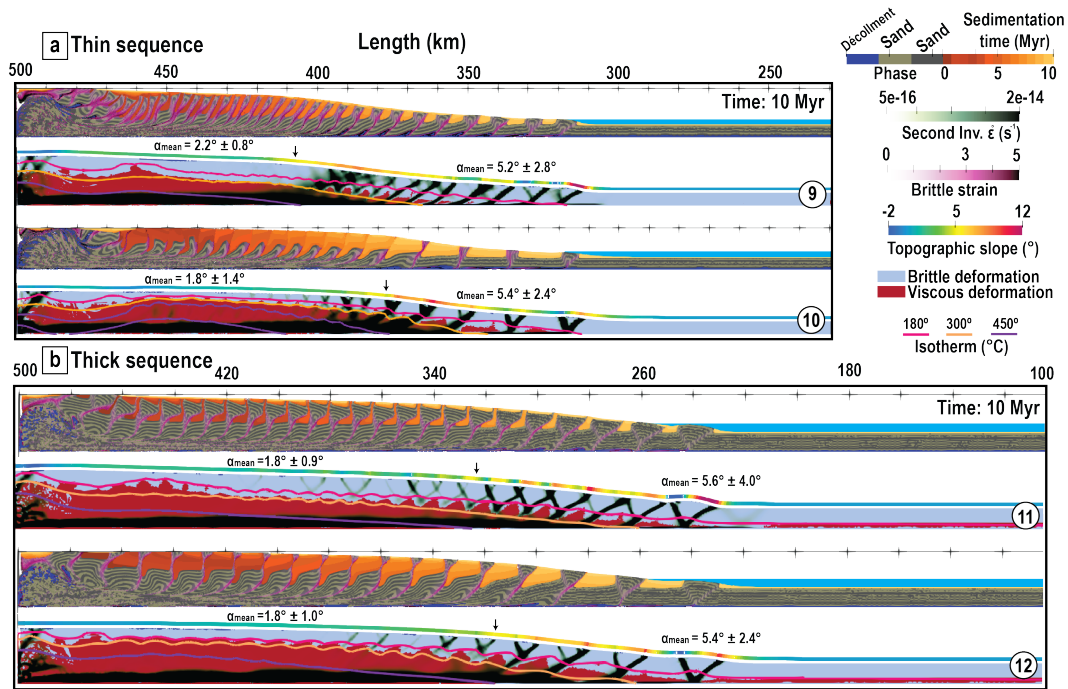 a Thin sequence
Length (km)
500 450 400 350 300 250
Time: 10 Myr
αmean = 2.2° ± 0.8°
αmean = 5.2° ± 2.8°
9
αmean = 1.8° ± 1.4°
αmean = 5.4° ± 2.4°
10
b Thick sequence
500 420 340 260 180 100
Time: 10 Myr
αmean =1.8° ± 0.9°
αmean = 5.6° ± 4.0°
11
αmean =1.8° ± 1.0°
αmean = 5.4° ± 2.4°
12
Décollment
Sand
Sand
Sedimentation
time (Myr)
Phase 0 5 10
5e-16 2e-14
Second Inv. ε̇ (s⁻¹)
0 3 5
Brittle strain
-2 5 12
Topographic slope (°)
Brittle deformation
Viscous deformation
180° 300° 450°
Isotherm (°C)